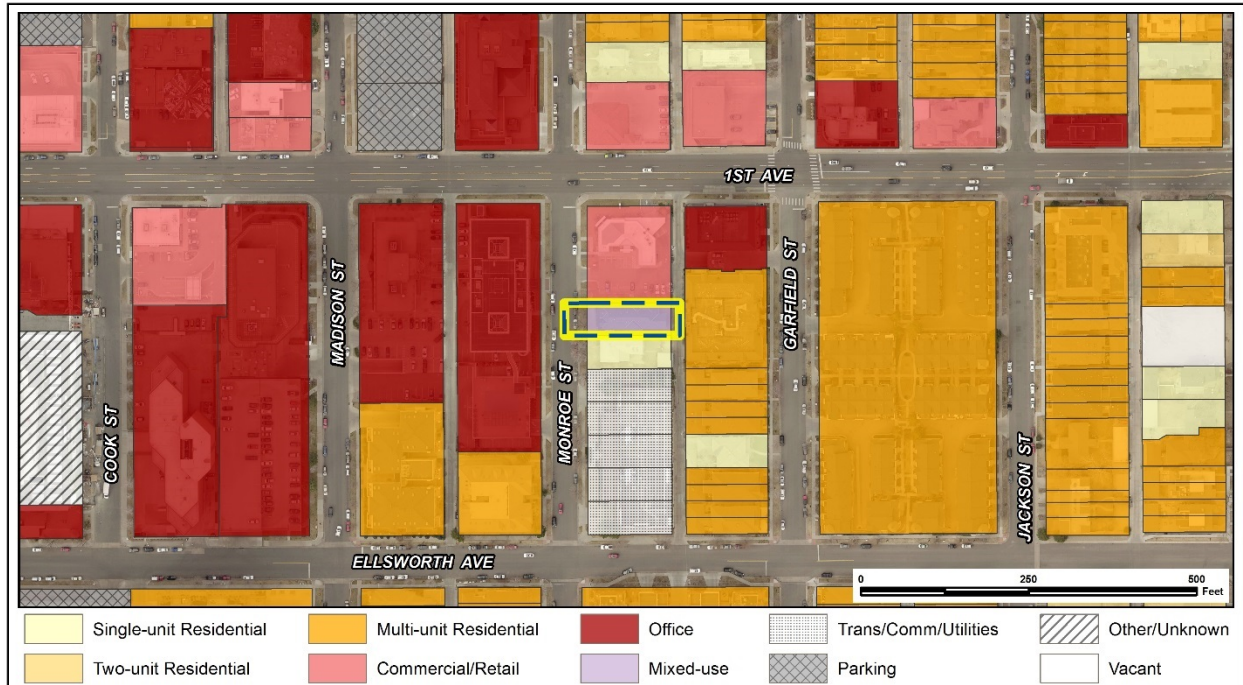 1ST AVE
MADISON ST
GARFIELD ST
MONROE ST
COOK ST
JACKSON ST
ELLSWORTH AVE
0 250 500
Feet
Single-unit Residential
Multi-unit Residential
Office
Trans/Comm/Utilities
Other/Unknown
Two-unit Residential
Commercial/Retail
Mixed-use
Parking
Vacant